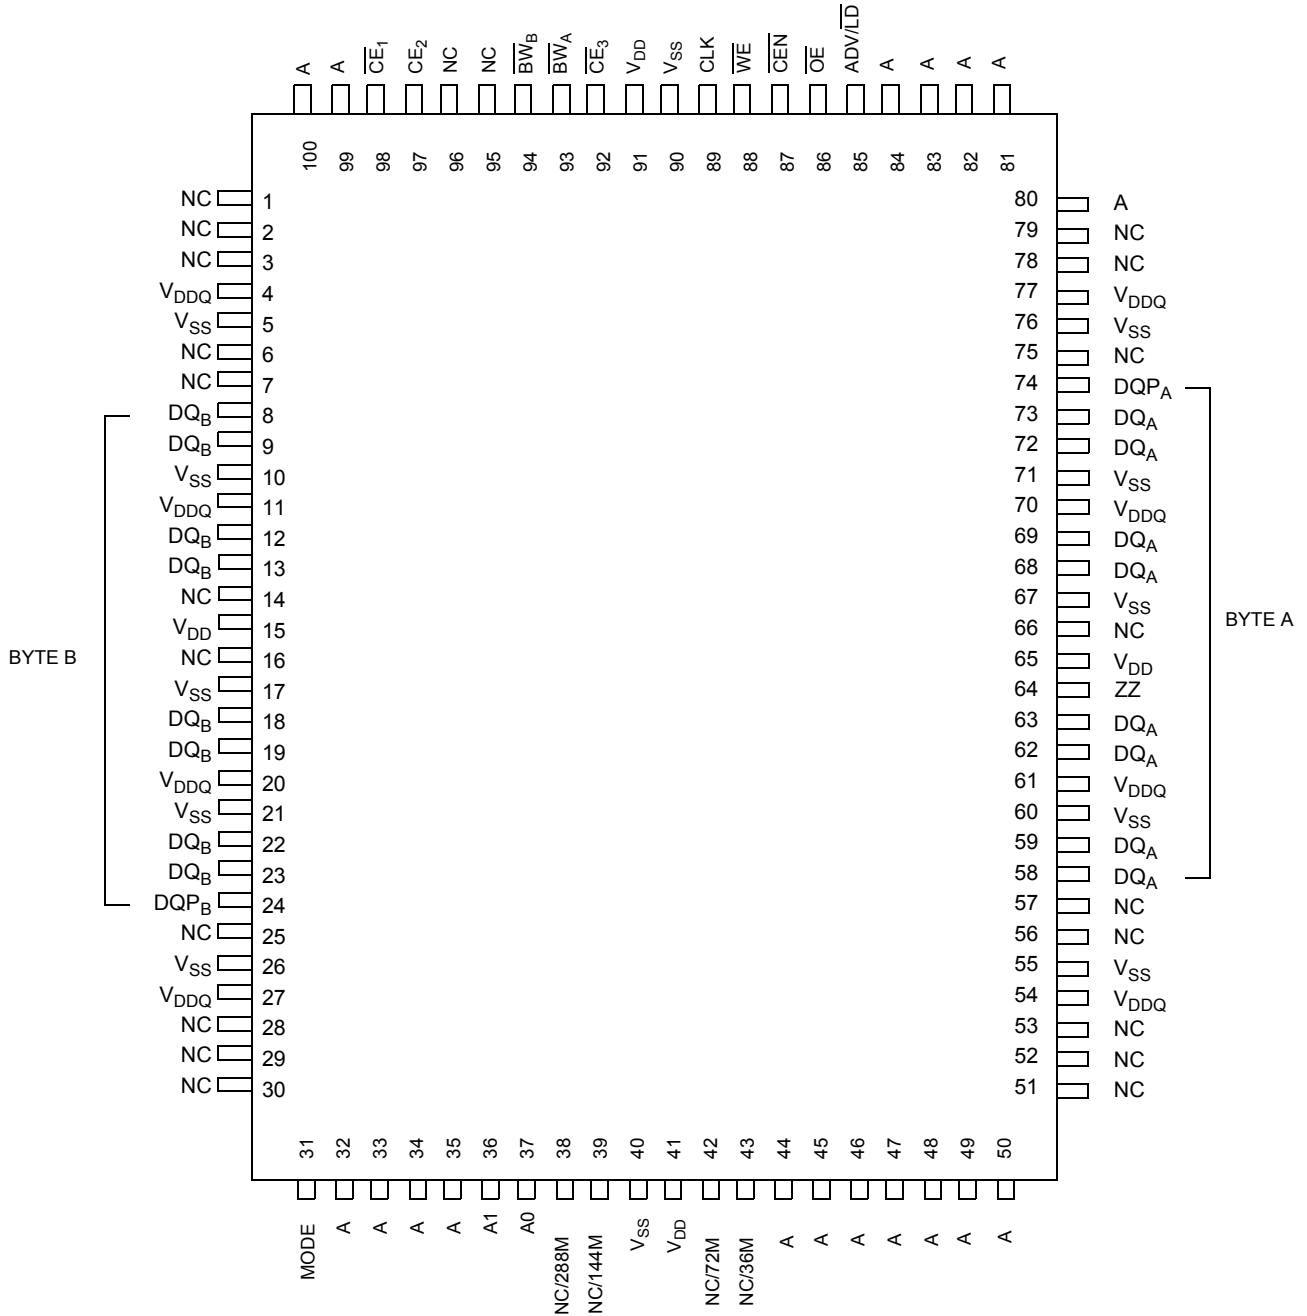 A
A
CE1
CE2
NC
NC
BWB
BWA
CE3
VDD
VSS
CLK
WE
CEN
OE
ADV/LD
A
A
A
A
100
99
98
97
96
95
94
93
92
91
90
89
88
87
86
85
84
83
82
81
NC 1
NC 2
NC 3
VDDQ 4
VSS 5
NC 6
NC 7
DQB 8
DQB 9
VSS 10
VDDQ 11
DQB 12
DQB 13
NC 14
VDD 15
NC 16
VSS 17
DQB 18
DQB 19
VDDQ 20
VSS 21
DQB 22
DQB 23
DQPB 24
NC 25
VSS 26
VDDQ 27
NC 28
NC 29
NC 30
BYTE B
80 A
79 NC
78 NC
77 VDDQ
76 VSS
75 NC
74 DQPA
73 DQA
72 DQA
71 VSS
70 VDDQ
69 DQA
68 DQA
67 VSS
66 NC
65 VDD
64 ZZ
63 DQA
62 DQA
61 VDDQ
60 VSS
59 DQA
58 DQA
57 NC
56 NC
55 VSS
54 VDDQ
53 NC
52 NC
51 NC
BYTE A
31
32
33
34
35
36
37
38
39
40
41
42
43
44
45
46
47
48
49
50
MODE
A
A
A
A
A1
A0
NC/288M
NC/144M
VSS
VDD
NC/72M
NC/36M
A
A
A
A
A
A
A